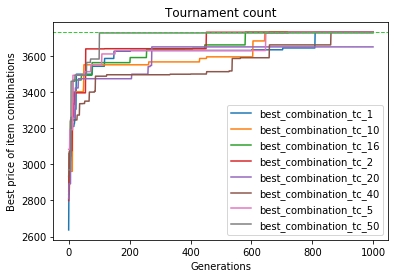 Tournament count
Best price of item combinations
3600
3400
3200
3000
2800
2600
best_combination_tc_1
best_combination_tc_10
best_combination_tc_16
best_combination_tc_2
best_combination_tc_20
best_combination_tc_40
best_combination_tc_5
best_combination_tc_50
0 200 400 600 800 1000
Generations